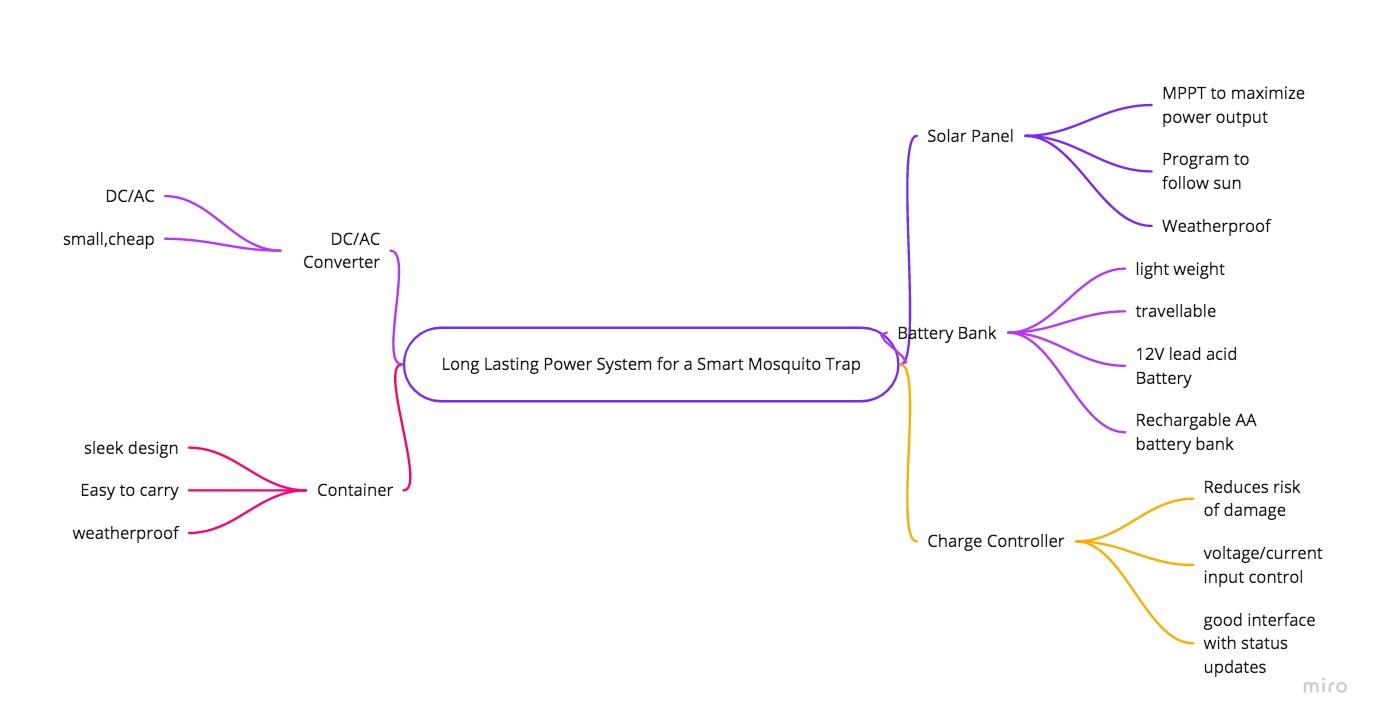 DC/AC
small,cheap
DC/AC
Converter
sleek design
Easy to carry
weatherproof
Container
Long Lasting Power System for a Smart Mosquito Trap
Solar Panel
MPPT to maximize
power output
Program to
follow sun
Weatherproof
Battery Bank
light weight
travellable
12V lead acid
Battery
Rechargable AA
battery bank
Charge Controller
Reduces risk
of damage
voltage/current
input control
good interface
with status
updates
miro